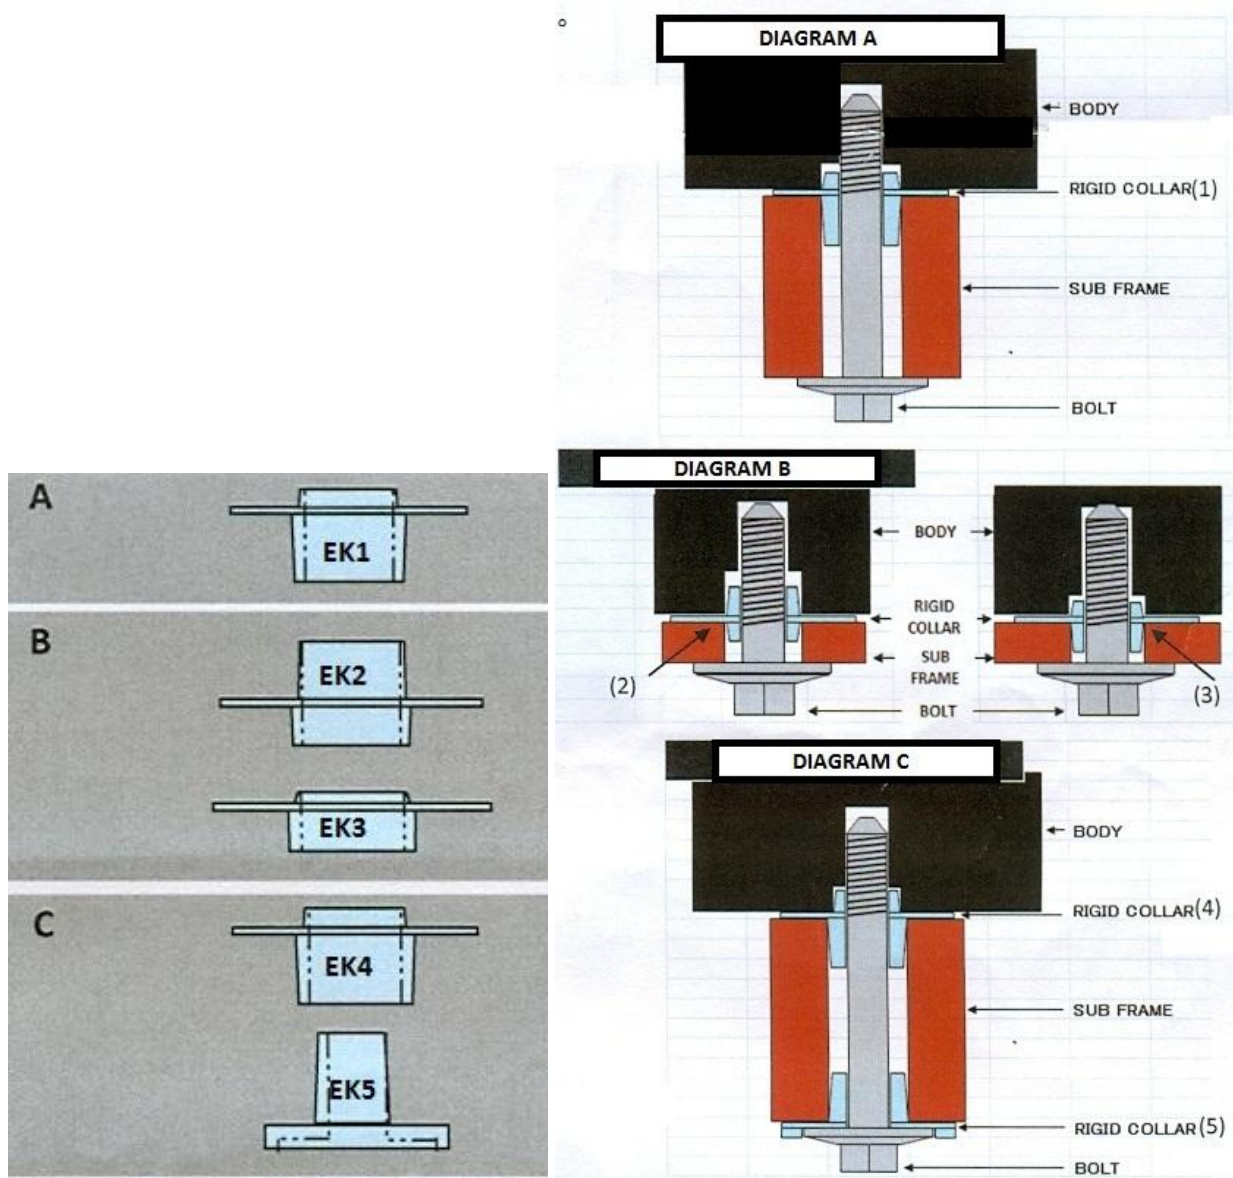 DIAGRAM A
BODY
RIGID COLLAR(1)
SUB FRAME
BOLT
A
EK1
B
EK2
EK3
C
EK4
EK5
DIAGRAM B
BODY
RIGID
COLLAR
SUB
FRAME
(2)
(3)
BOLT
DIAGRAM C
BODY
RIGID COLLAR(4)
SUB FRAME
RIGID COLLAR(5)
BOLT